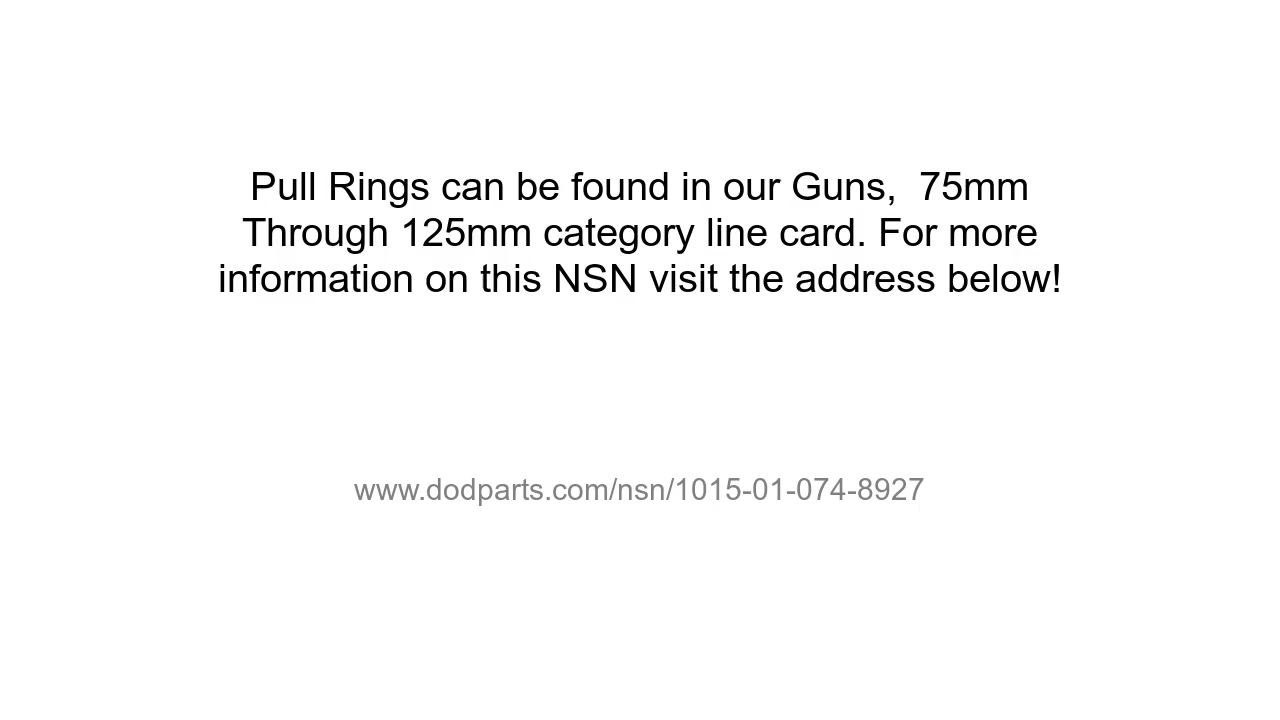 Pull Rings can be found in our Guns,  75mm
Through 125mm category line card. For more
information on this NSN visit the address below!
www.dodparts.com/nsn/1015-01-074-8927